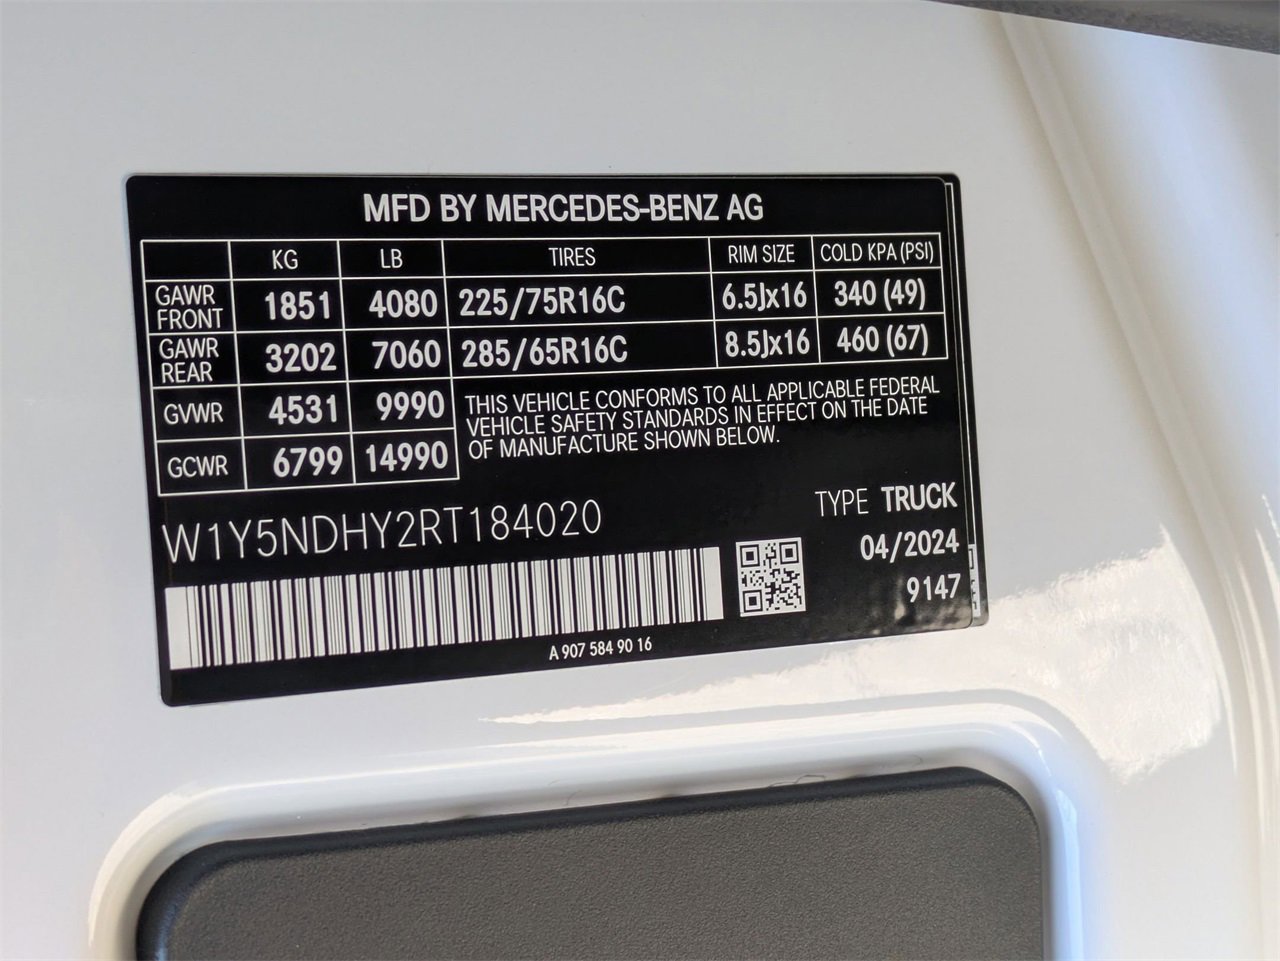 MFD BY MERCEDES-BENZ AG
KG LB TIRES RIM SIZE COLD KPA (PSI)
GAWR FRONT 1851 4080 225/75R16C 6.5Jx16 340 (49)
GAWR REAR 3202 7060 285/65R16C 8.5Jx16 460 (67)
GVWR 4531 9990
GCWR 6799 14990
THIS VEHICLE CONFORMS TO ALL APPLICABLE FEDERAL
VEHICLE SAFETY STANDARDS IN EFFECT ON THE DATE
OF MANUFACTURE SHOWN BELOW.
W1Y5NDHY2RT184020
TYPE TRUCK
04/2024
9147
A 907 584 90 16